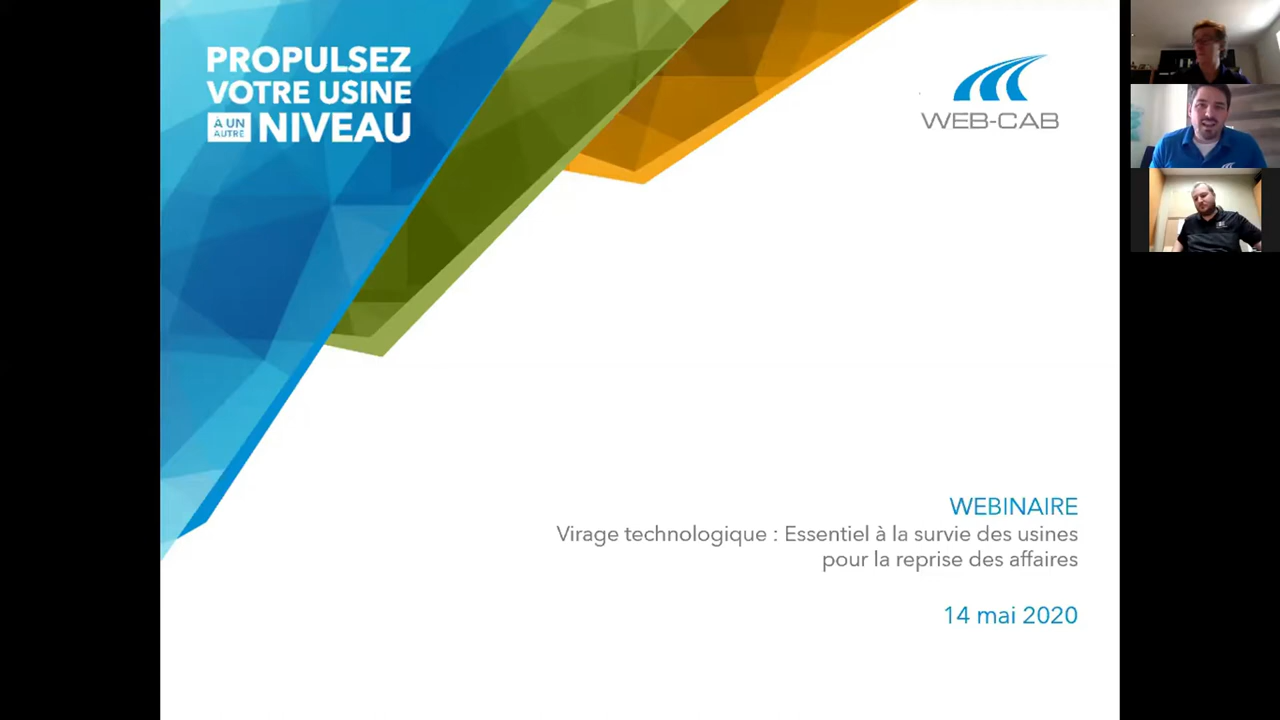 PROPULSEZ
VOTRE USINE
À UN
AUTRE
NIVEAU
WEB-CAB
WEBINAIRE
Virage technologique : Essentiel à la survie des usines
pour la reprise des affaires
14 mai 2020